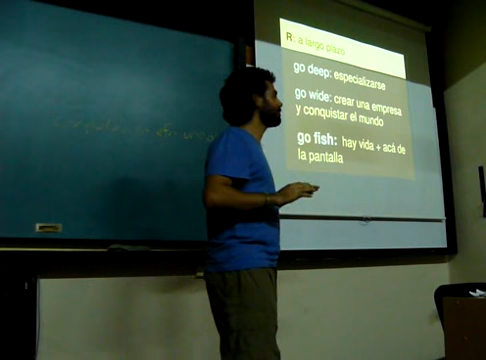 R: a largo plazo
go deep: especializarse
go wide: crear una empresa
y conquistar el mundo
go fish: hay vida + acá de
la pantalla